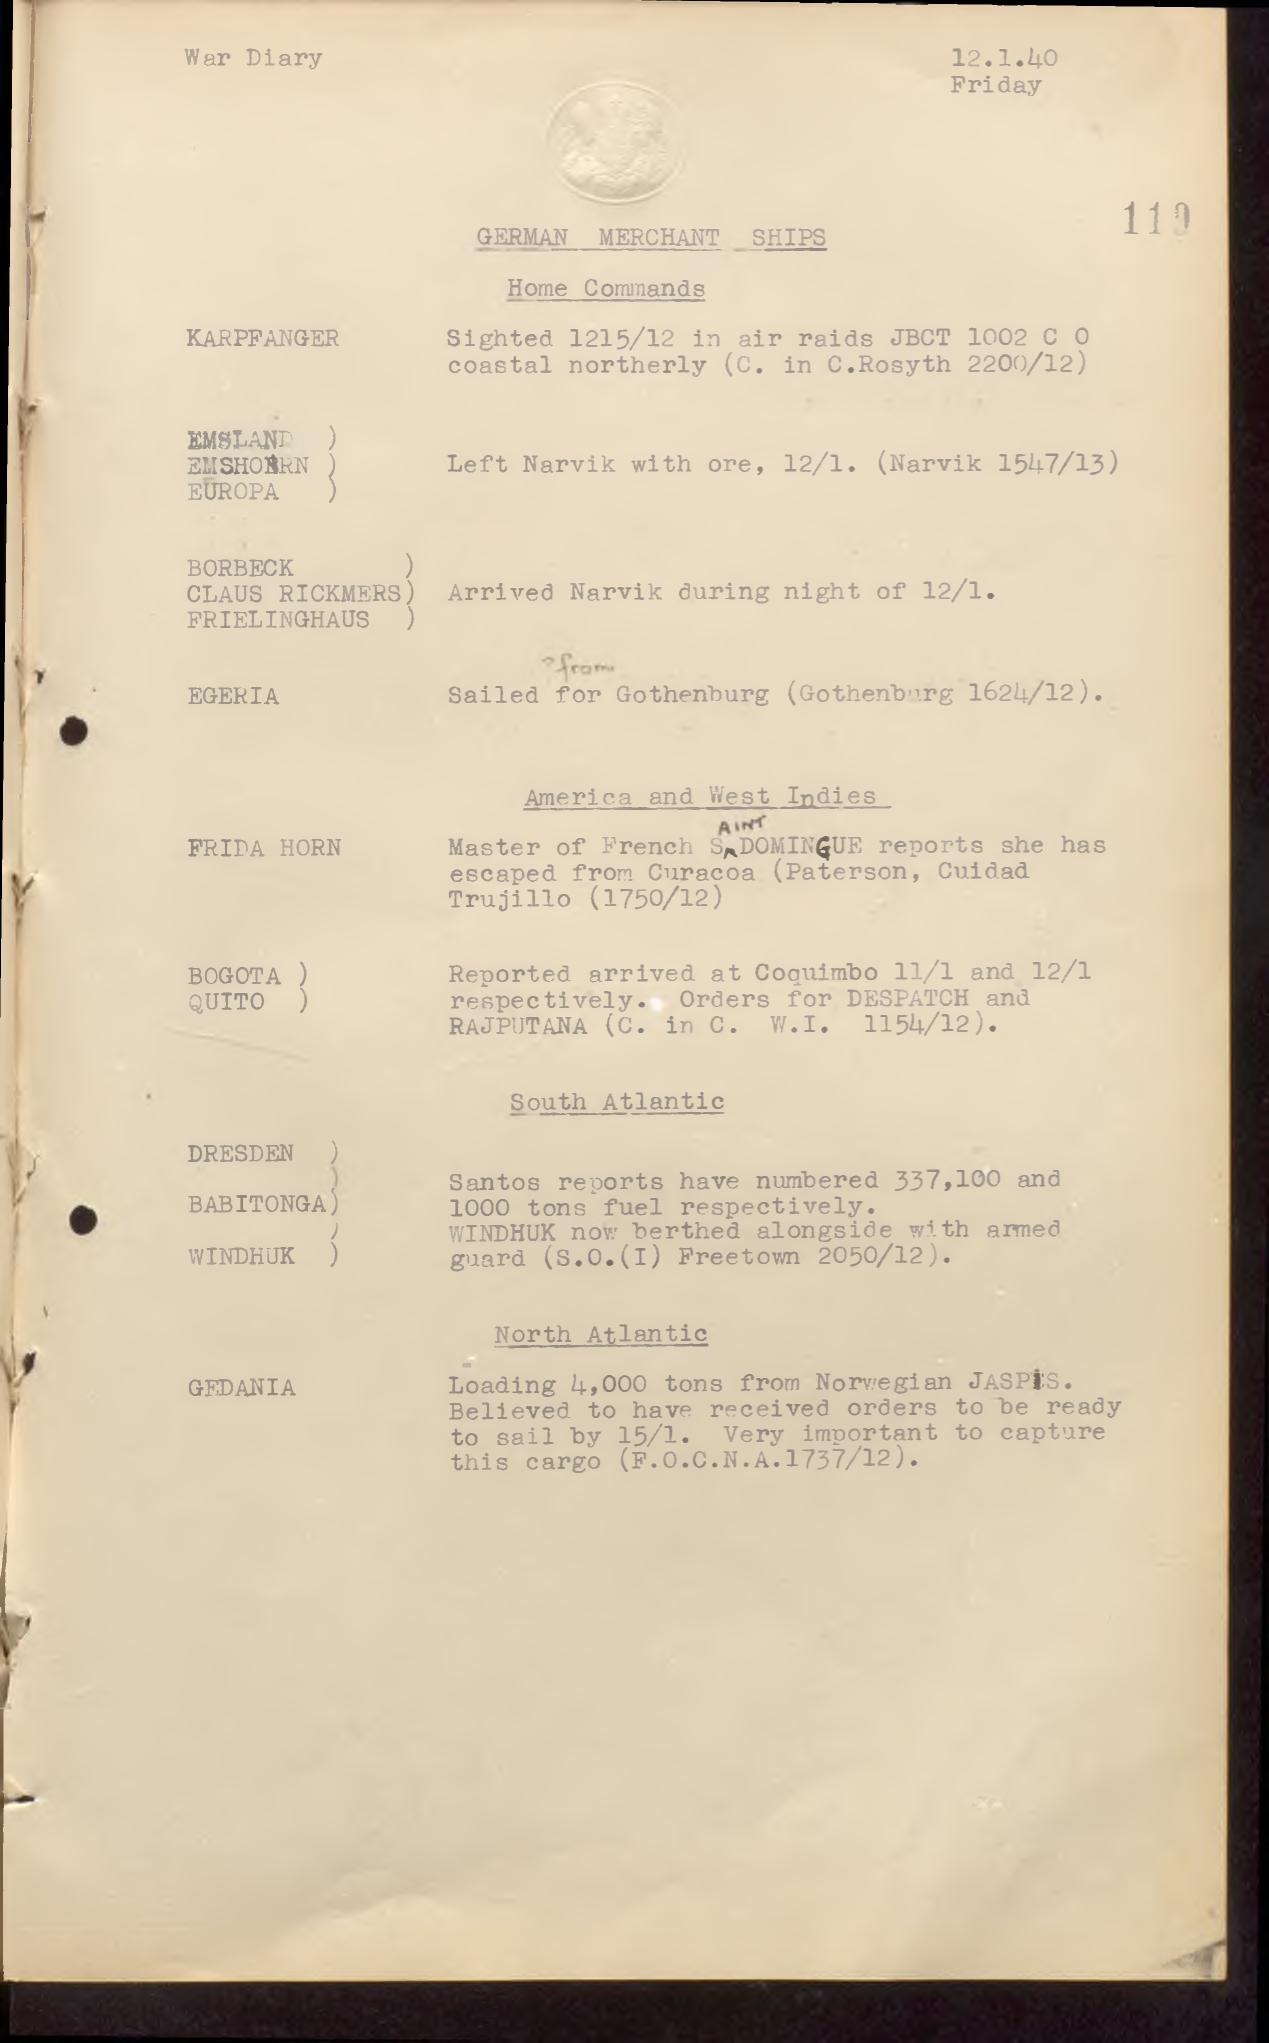 War Diary
12.1.40
Friday
119
GERMAN MERCHANT SHIPS
Home Commands
KARPFANGER Sighted 1215/12 in air raids JBCT 1002 C O
coastal northerly (C. in C.Rosyth 2200/12)
EMSLAND )
EMSHORRN ) Left Narvik with ore, 12/1. (Narvik 1547/13)
EUROPA )
BORBECK )
CLAUS RICKMERS) Arrived Narvik during night of 12/1.
FRIELINGHAUS )
? from
EGERIA Sailed for Gothenburg (Gothenburg 1624/12).
America and West Indies
AINT
FRIDA HORN Master of French S DOMINGUE reports she has
escaped from Curacoa (Paterson, Cuidad
Trujillo (1750/12)
BOGOTA ) Reported arrived at Coquimbo 11/1 and 12/1
QUITO ) respectively. Orders for DESPATCH and
RAJPUTANA (C. in C. W.I. 1154/12).
South Atlantic
DRESDEN )
) Santos reports have numbered 337,100 and
BABITONGA) 1000 tons fuel respectively.
) WINDHUK now berthed alongside with armed
WINDHUK ) guard (S.O.(I) Freetown 2050/12).
North Atlantic
GEDANIA Loading 4,000 tons from Norwegian JASPIS.
Believed to have received orders to be ready
to sail by 15/1. Very important to capture
this cargo (F.O.C.N.A.1737/12).